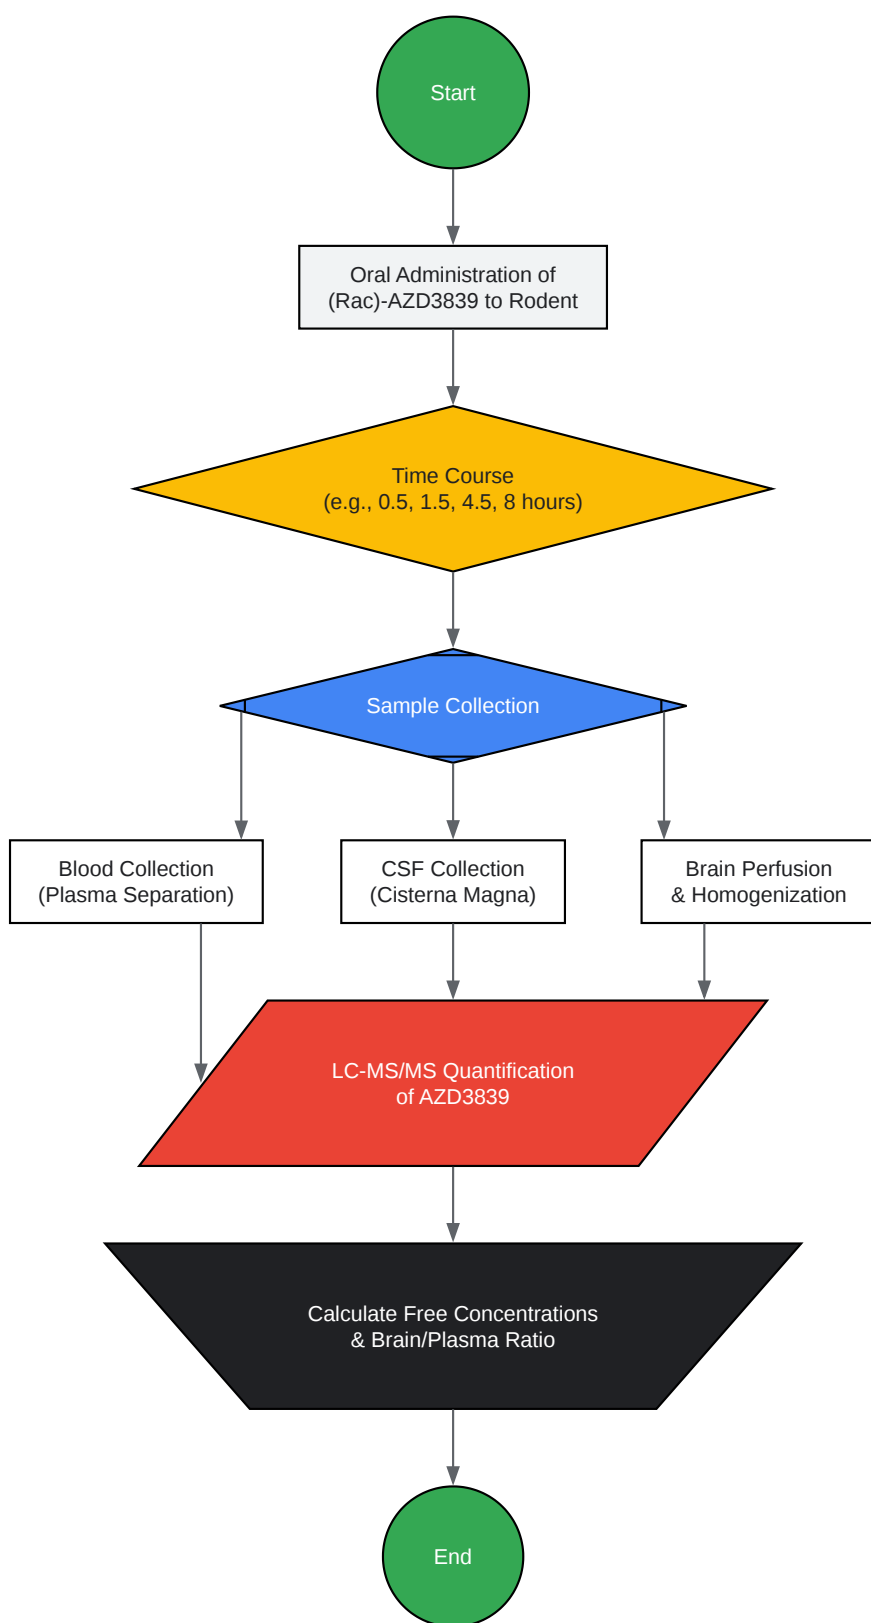 Start
Oral Administration of
(Rac)-AZD3839 to Rodent
Time Course
(e.g., 0.5, 1.5, 4.5, 8 hours)
Sample Collection
Blood Collection
(Plasma Separation)
CSF Collection
(Cisterna Magna)
Brain Perfusion
& Homogenization
LC-MS/MS Quantification
of AZD3839
Calculate Free Concentrations
& Brain/Plasma Ratio
End